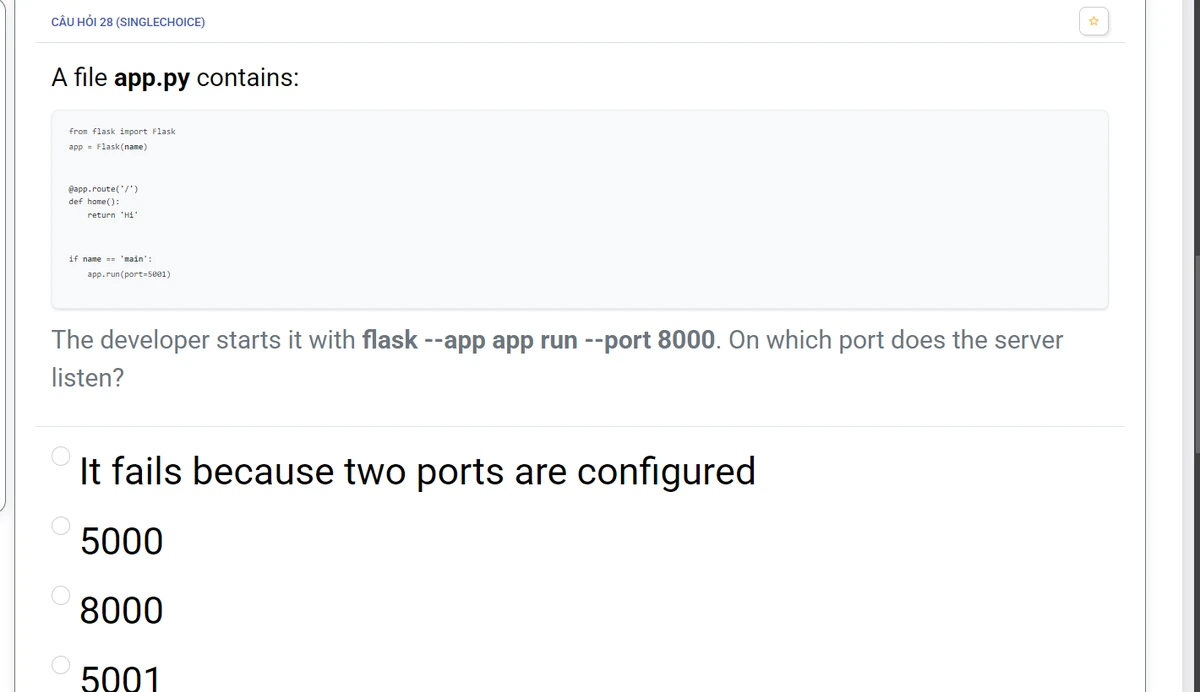 CÂU HỎI 28 (SINGLECHOICE)
A file app.py contains:
from flask import Flask
app = Flask(name)
@app.route('/')
def home():
    return 'Hi'
if name == 'main':
    app.run(port=5001)
The developer starts it with flask --app app run --port 8000. On which port does the server
listen?
It fails because two ports are configured
5000
8000
5001